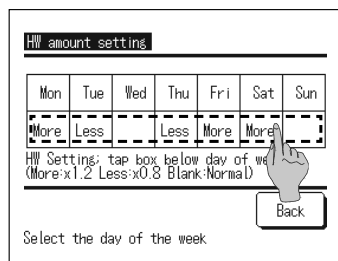 HW amount setting
Mon Tue Wed Thu Fri Sat Sun
More Less Less More More
HW Setting; tap box below day of
(More:x1.2 Less:x0.8 Blank:Normal)
Back
Select the day of the week